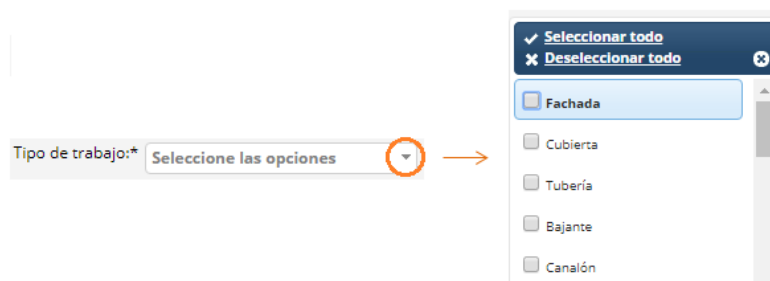 Tipo de trabajo:* Seleccione las opciones
Seleccionar todo
Deseleccionar todo
Fachada
Cubierta
Tubería
Bajante
Canalón